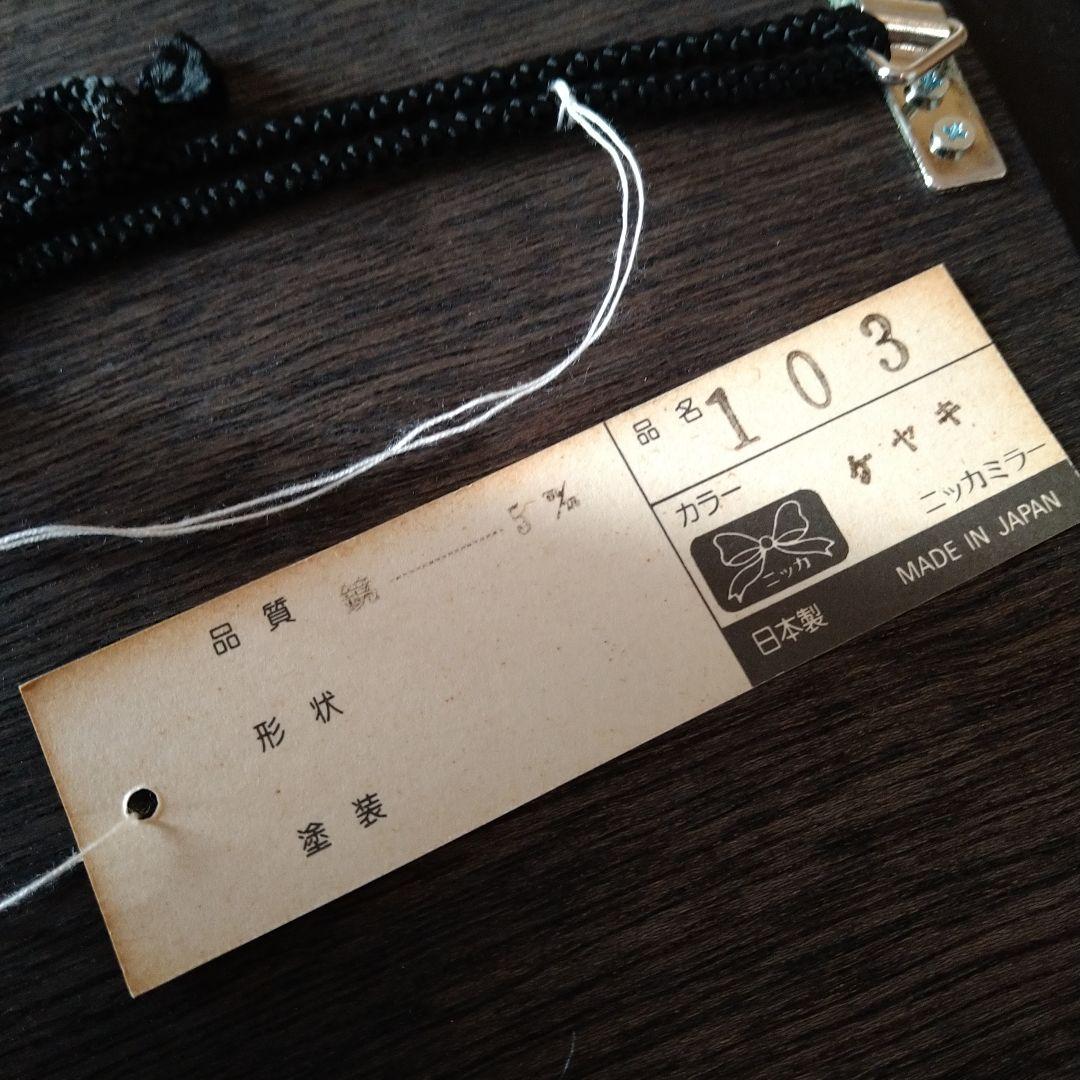 品名 103
カラー ケヤキ
ニッカ
ニッカミラー
日本製 MADE IN JAPAN
品質 鏡 5㎜
形状
塗装